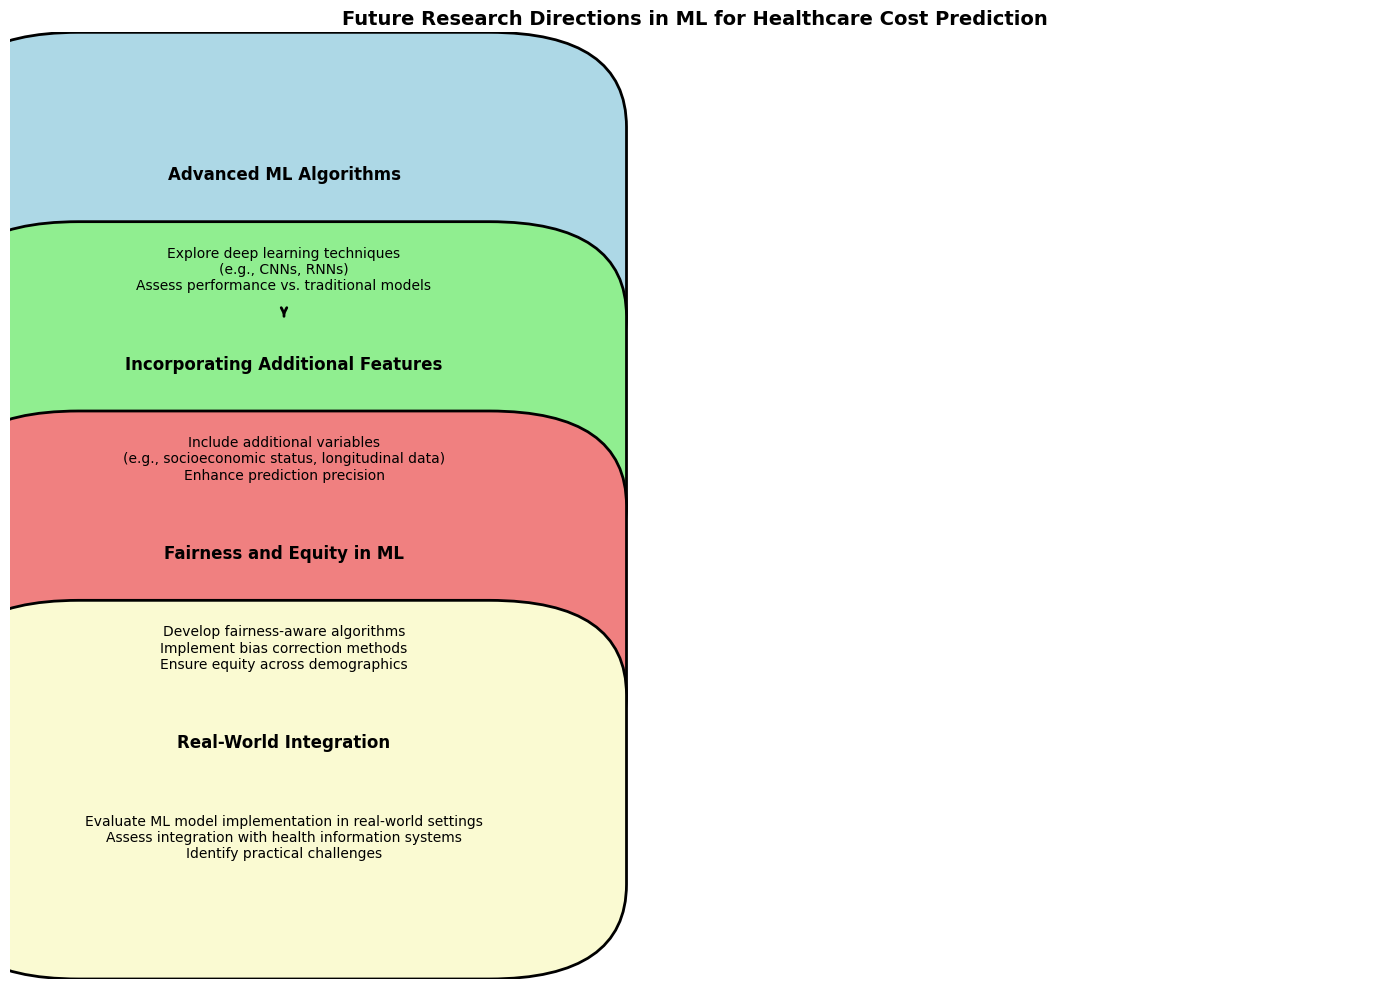 Future Research Directions in ML for Healthcare Cost Prediction
Advanced ML Algorithms
Explore deep learning techniques
(e.g., CNNs, RNNs)
Assess performance vs. traditional models
Incorporating Additional Features
Include additional variables
(e.g., socioeconomic status, longitudinal data)
Enhance prediction precision
Fairness and Equity in ML
Develop fairness-aware algorithms
Implement bias correction methods
Ensure equity across demographics
Real-World Integration
Evaluate ML model implementation in real-world settings
Assess integration with health information systems
Identify practical challenges